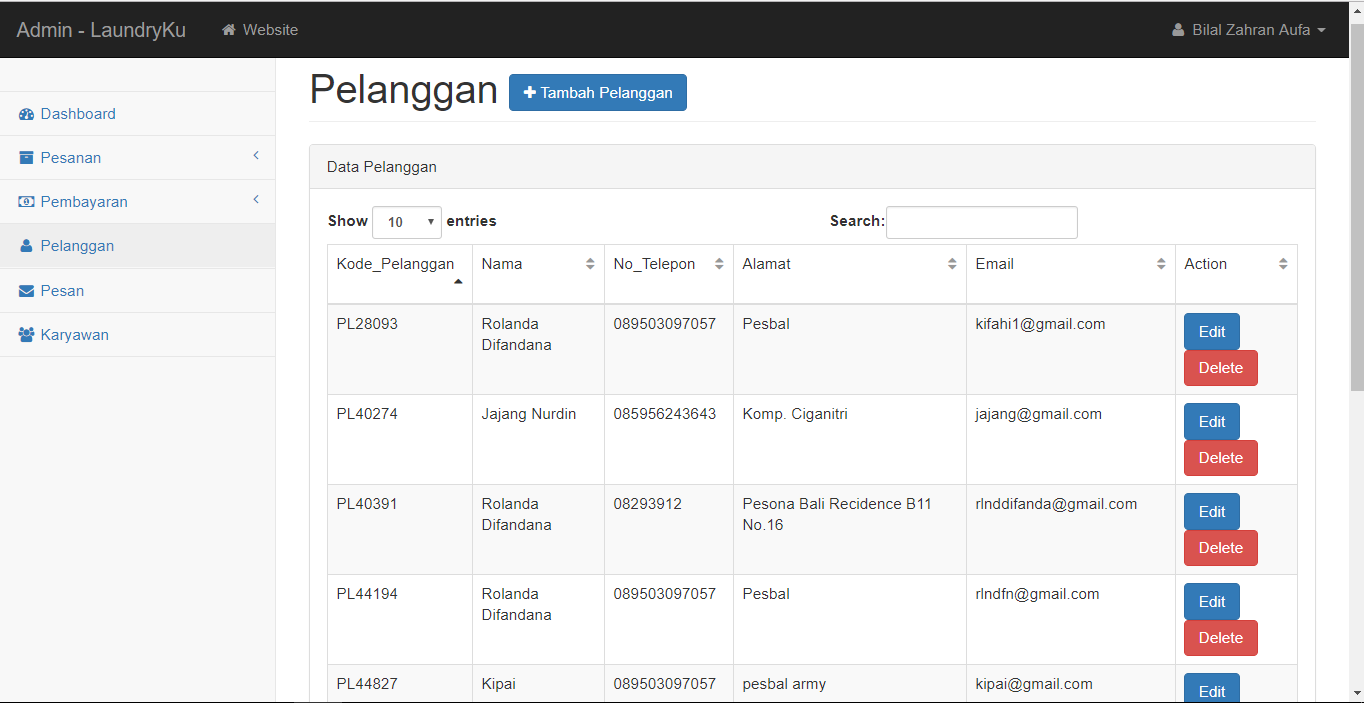 Admin - LaundryKu Website Bilal Zahran Aufa
Pelanggan Tambah Pelanggan
Dashboard
Pesanan
Pembayaran
Pelanggan
Pesan
Karyawan
Data Pelanggan
Show 10 entries Search:
Kode_Pelanggan Nama No_Telepon Alamat Email Action
PL28093 Rolanda 089503097057 Pesbal kifahi1@gmail.com Edit
Difandana
Delete
PL40274 Jajang Nurdin 085956243643 Komp. Ciganitri jajang@gmail.com Edit
Delete
PL40391 Rolanda 08293912 Pesona Bali Recidence B11 rlnddifanda@gmail.com Edit
Difandana No.16
Delete
PL44194 Rolanda 089503097057 Pesbal rlndfn@gmail.com Edit
Difandana
Delete
PL44827 Kipai 089503097057 pesbal army kipai@gmail.com Edit